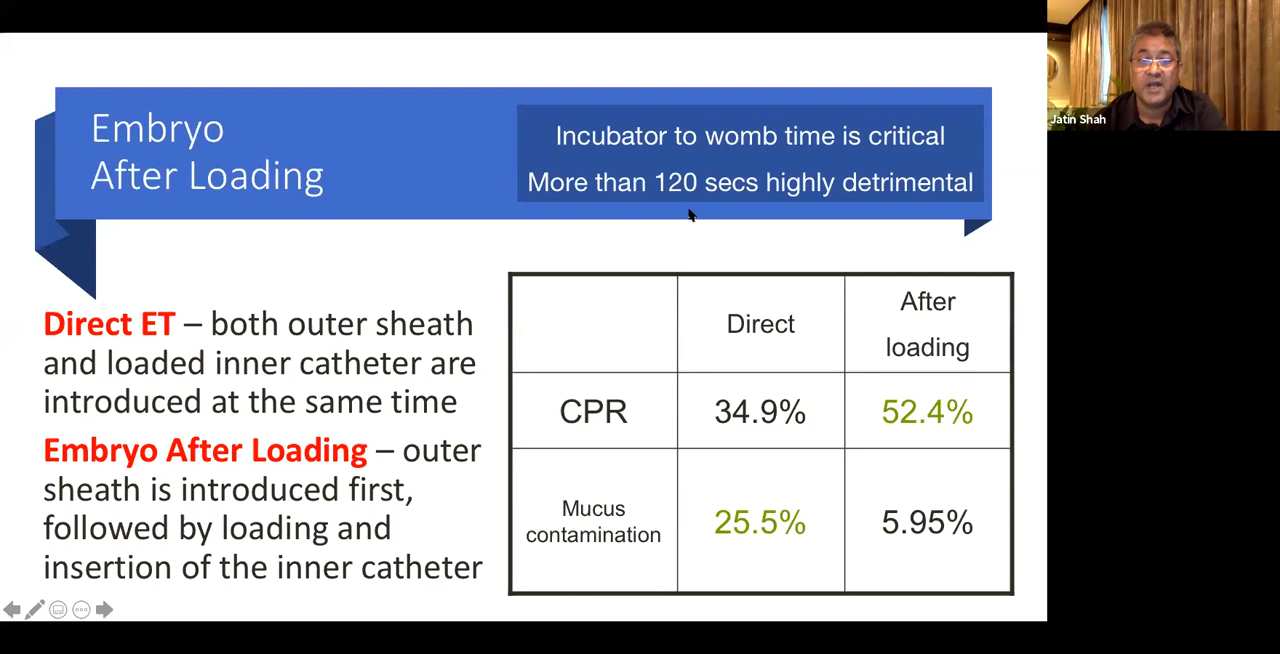 Embryo
After Loading
Incubator to womb time is critical
More than 120 secs highly detrimental
Jatin Shah
Direct ET – both outer sheath
and loaded inner catheter are
introduced at the same time
Embryo After Loading – outer
sheath is introduced first,
followed by loading and
insertion of the inner catheter
Direct
After
loading
CPR
34.9%
52.4%
Mucus
contamination
25.5%
5.95%